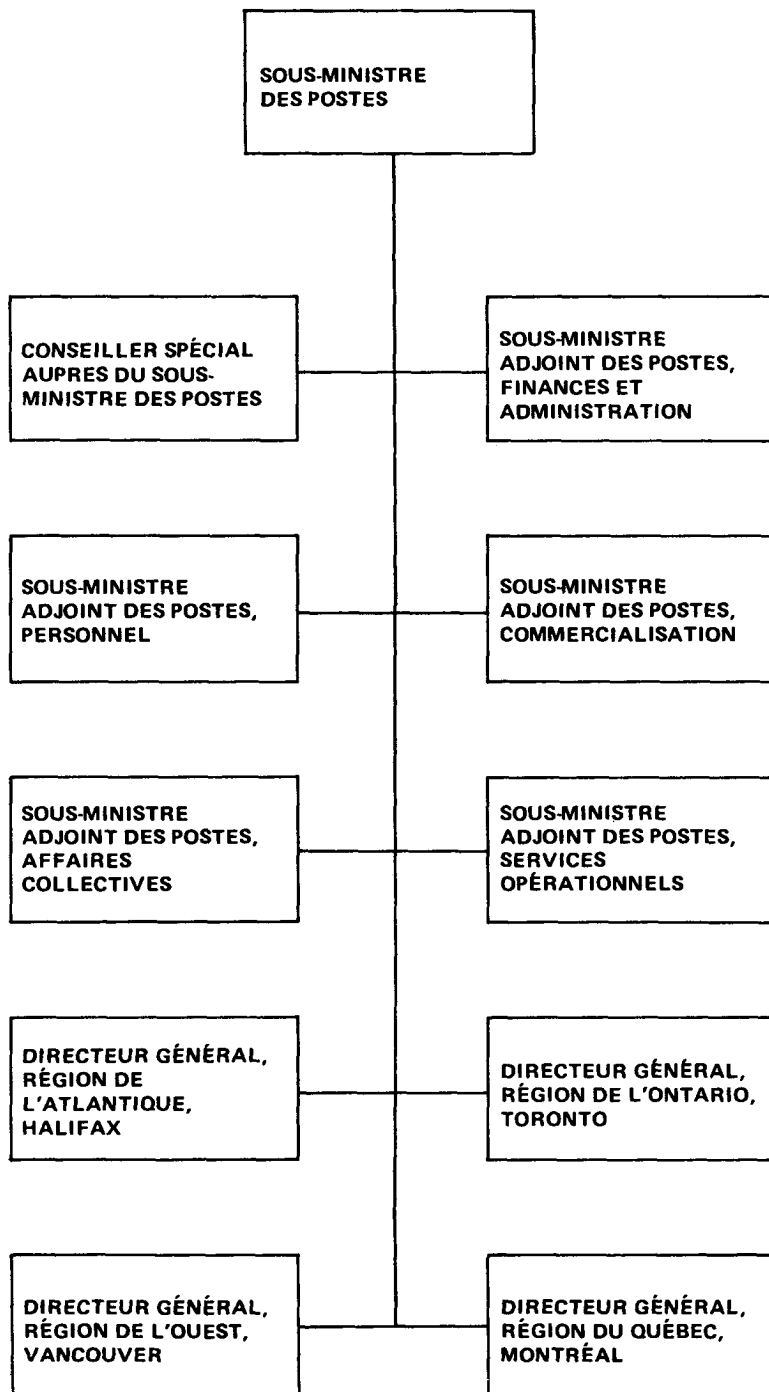 SOUS-MINISTRE
DES POSTES
CONSEILLER SPÉCIAL
AUPRES DU SOUS-
MINISTRE DES POSTES
SOUS-MINISTRE
ADJOINT DES POSTES,
FINANCES ET
ADMINISTRATION
SOUS-MINISTRE
ADJOINT DES POSTES,
PERSONNEL
SOUS-MINISTRE
ADJOINT DES POSTES,
COMMERCIALISATION
SOUS-MINISTRE
ADJOINT DES POSTES,
AFFAIRES
COLLECTIVES
SOUS-MINISTRE
ADJOINT DES POSTES,
SERVICES
OPÉRATIONNELS
DIRECTEUR GÉNÉRAL,
RÉGION DE
L'ATLANTIQUE,
HALIFAX
DIRECTEUR GÉNÉRAL,
RÉGION DE L'ONTARIO,
TORONTO
DIRECTEUR GÉNÉRAL,
RÉGION DE L'OUEST,
VANCOUVER
DIRECTEUR GÉNÉRAL,
RÉGION DU QUÉBEC,
MONTRÉAL